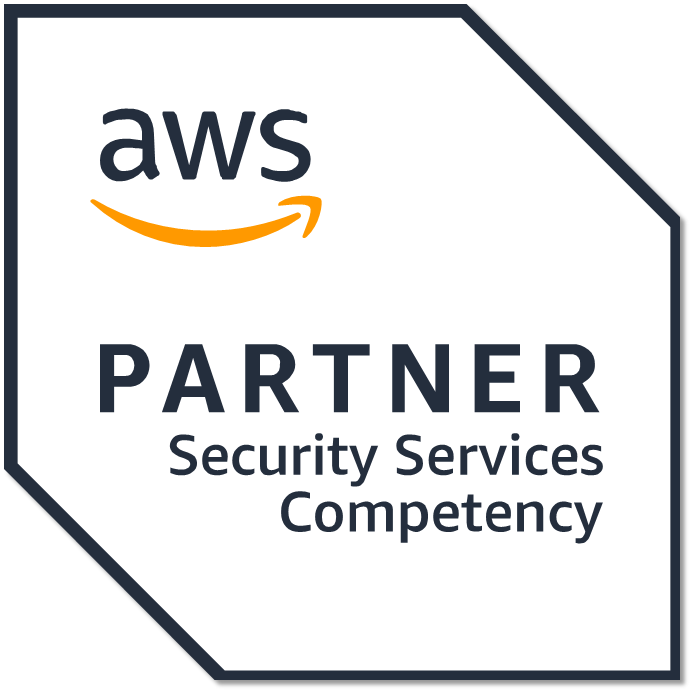 aws
PARTNER
Security Services
Competency